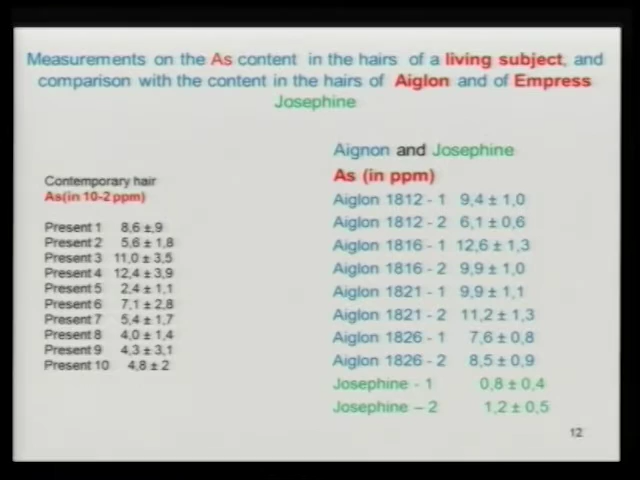 Measurements on the As content in the hairs of a living subject, and
comparison with the content in the hairs of Aiglon and of Empress
Josephine
Contemporary hair
As(in 10-2 ppm)
Present 1 8,6 ±,9
Present 2 5,6 ± 1,8
Present 3 11,0 ± 3,5
Present 4 12,4 ± 3,9
Present 5 2,4 ± 1,1
Present 6 7,1 ± 2,8
Present 7 5,4 ± 1,7
Present 8 4,0 ± 1,4
Present 9 4,3 ± 3,1
Present 10 4,8 ± 2
Aignon and Josephine
As (in ppm)
Aiglon 1812 - 1 9,4 ± 1,0
Aiglon 1812 - 2 6,1 ± 0,6
Aiglon 1816 - 1 12,6 ± 1,3
Aiglon 1816 - 2 9,9 ± 1,0
Aiglon 1821 - 1 9,9 ± 1,1
Aiglon 1821 - 2 11,2 ± 1,3
Aiglon 1826 - 1 7,6 ± 0,8
Aiglon 1826 - 2 8,5 ± 0,9
Josephine - 1 0,8 ± 0,4
Josephine – 2 1,2 ± 0,5
12